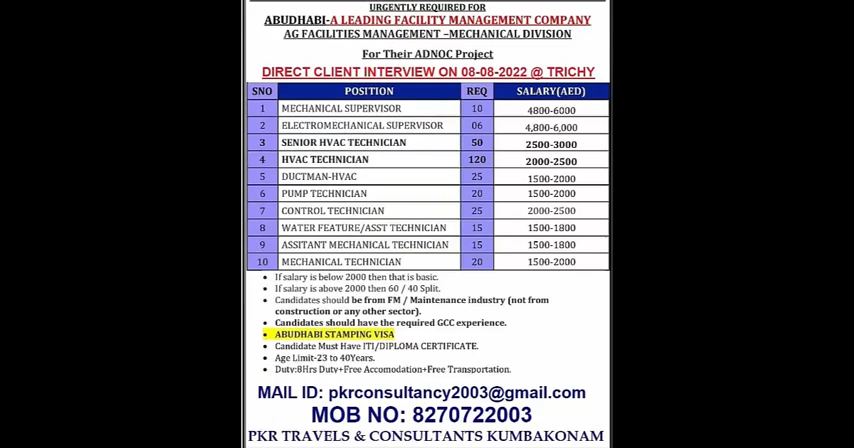 URGENTLY REQUIRED FOR
ABUDHABI-A LEADING FACILITY MANAGEMENT COMPANY
AG FACILITIES MANAGEMENT –MECHANICAL DIVISION
For Their ADNOC Project
DIRECT CLIENT INTERVIEW ON 08-08-2022 @ TRICHY
SNO POSITION REQ SALARY(AED)
1 MECHANICAL SUPERVISOR 10 4800-6000
2 ELECTROMECHANICAL SUPERVISOR 06 4,800-6,000
3 SENIOR HVAC TECHNICIAN 50 2500-3000
4 HVAC TECHNICIAN 120 2000-2500
5 DUCTMAN-HVAC 25 1500-2000
6 PUMP TECHNICIAN 20 1500-2000
7 CONTROL TECHNICIAN 25 2000-2500
8 WATER FEATURE/ASST TECHNICIAN 15 1500-1800
9 ASSITANT MECHANICAL TECHNICIAN 15 1500-1800
10 MECHANICAL TECHNICIAN 20 1500-2000
• If salary is below 2000 then that is basic.
• If salary is above 2000 then 60 / 40 Split.
• Candidates should be from FM / Maintenance industry (not from
construction or any other sector).
• Candidates should have the required GCC experience.
• ABUDHABI STAMPING VISA
• Candidate Must Have ITI/DIPLOMA CERTIFICATE.
• Age Limit-23 to 40Years.
• Duty:8Hrs Duty+Free Accomodation+Free Transportation.
MAIL ID: pkrconsultancy2003@gmail.com
MOB NO: 8270722003
PKR TRAVELS & CONSULTANTS KUMBAKONAM